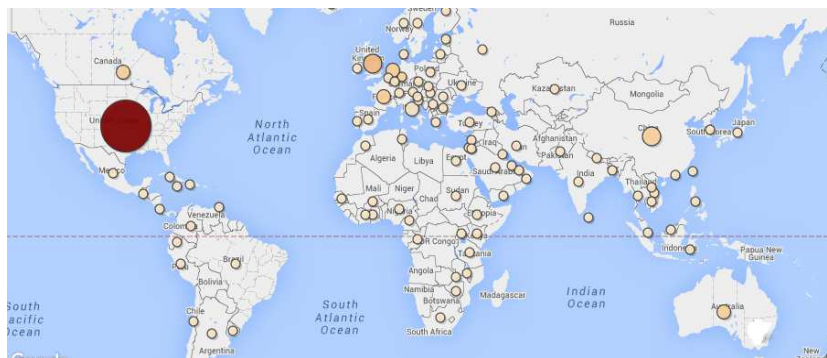 Norway
Sweden
Russia
Canada
United
Kingdom
Poland
Ukraine
Kazakhstan
Mongolia
North
Atlantic
Ocean
Spain
Turkey
Afghanistan
Iraq
Pakistan
South Korea
Japan
Mexico
Algeria
Libya
Egypt
Saudi Arabia
India
Thailand
Mali
Niger
Chad
Sudan
Nigeria
Ethiopia
Venezuela
Colombia
DR Congo
Tanzania
Indonesia
Papua New
Guinea
Peru
Brazil
Bolivia
Angola
Namibia
Botswana
Madagascar
Indian
Ocean
South
Pacific
Ocean
Chile
Argentina
South
Atlantic
Ocean
South Africa
Australia
New